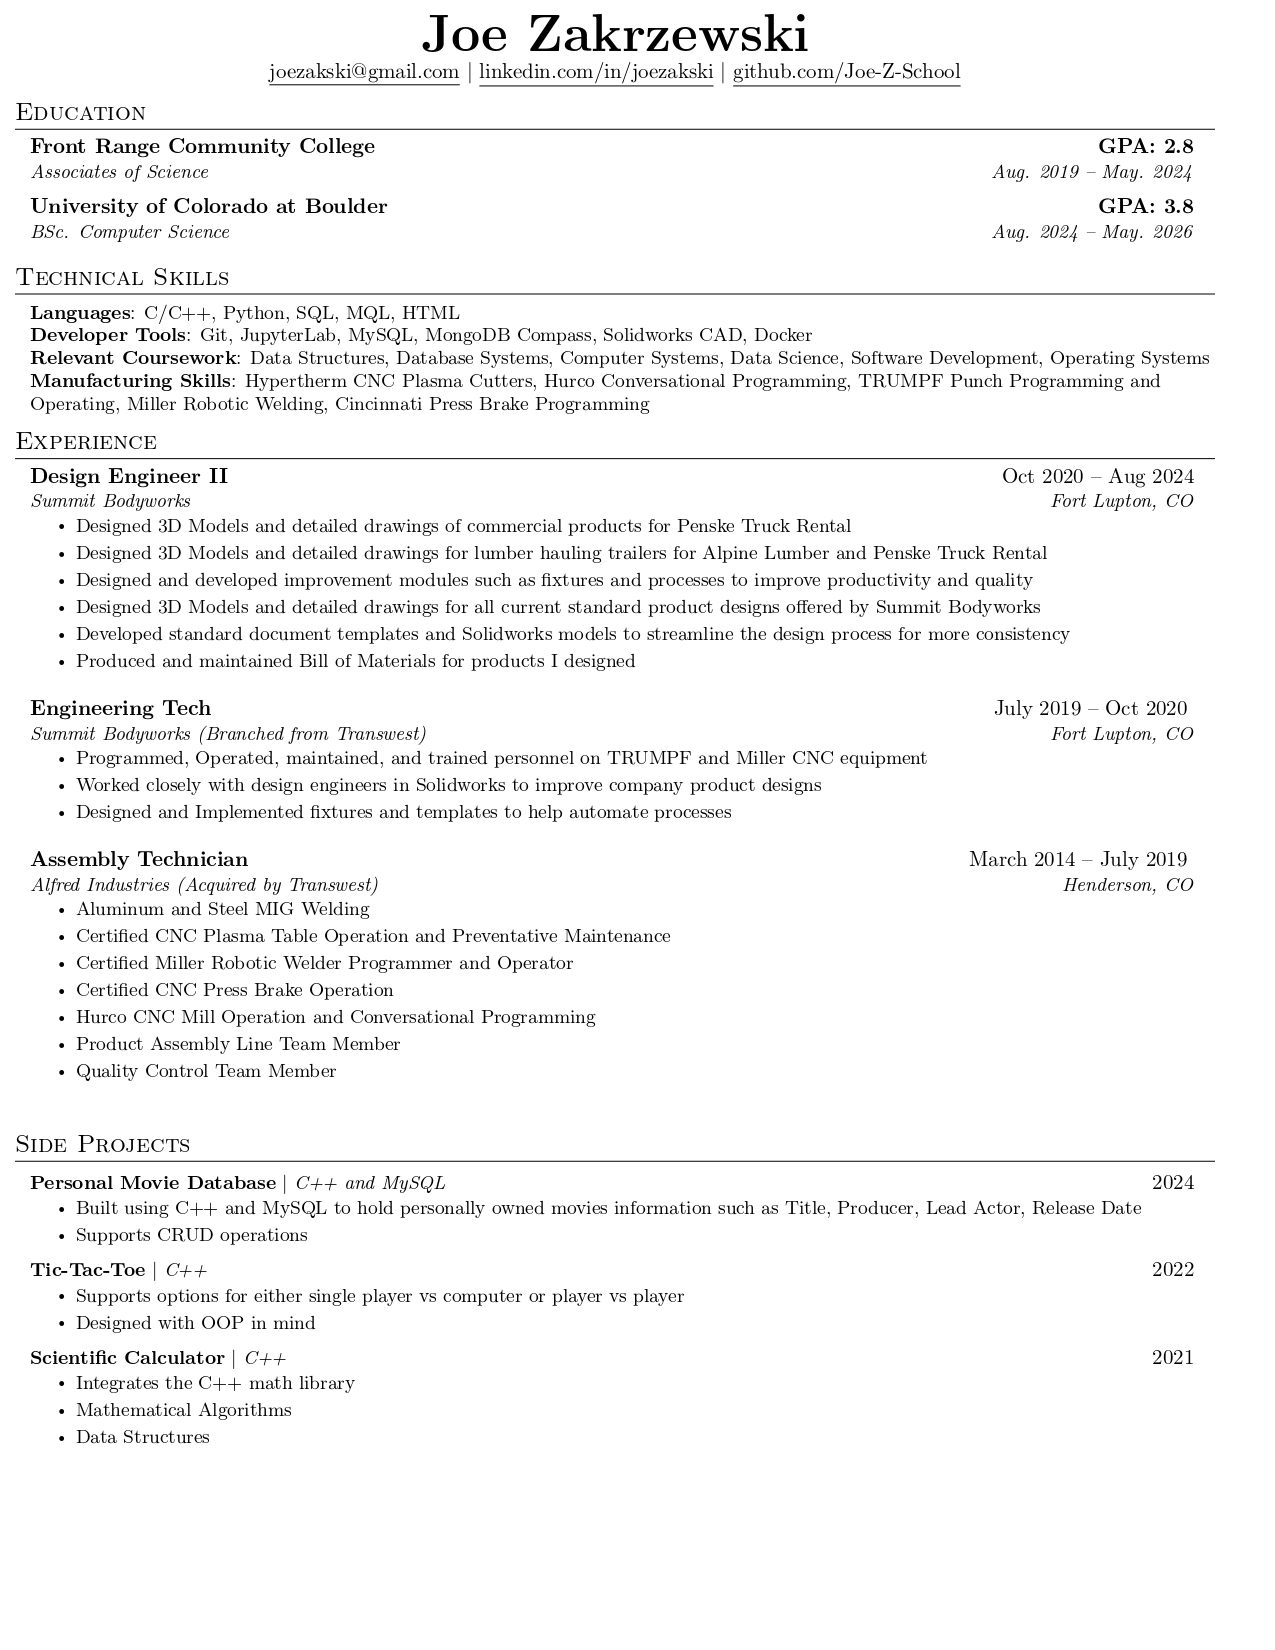 Joe Zakrzewski
joezakski@gmail.com | linkedin.com/in/joezakski | github.com/Joe-Z-School
Education
Front Range Community College GPA: 2.8
Associates of Science Aug. 2019 – May. 2024
University of Colorado at Boulder GPA: 3.8
BSc. Computer Science Aug. 2024 – May. 2026
Technical Skills
Languages: C/C++, Python, SQL, MQL, HTML
Developer Tools: Git, JupyterLab, MySQL, MongoDB Compass, Solidworks CAD, Docker
Relevant Coursework: Data Structures, Database Systems, Computer Systems, Data Science, Software Development, Operating Systems
Manufacturing Skills: Hypertherm CNC Plasma Cutters, Hurco Conversational Programming, TRUMPF Punch Programming and
Operating, Miller Robotic Welding, Cincinnati Press Brake Programming
Experience
Design Engineer II Oct 2020 – Aug 2024
Summit Bodyworks Fort Lupton, CO
• Designed 3D Models and detailed drawings of commercial products for Penske Truck Rental
• Designed 3D Models and detailed drawings for lumber hauling trailers for Alpine Lumber and Penske Truck Rental
• Designed and developed improvement modules such as fixtures and processes to improve productivity and quality
• Designed 3D Models and detailed drawings for all current standard product designs offered by Summit Bodyworks
• Developed standard document templates and Solidworks models to streamline the design process for more consistency
• Produced and maintained Bill of Materials for products I designed
Engineering Tech July 2019 – Oct 2020
Summit Bodyworks (Branched from Transwest) Fort Lupton, CO
• Programmed, Operated, maintained, and trained personnel on TRUMPF and Miller CNC equipment
• Worked closely with design engineers in Solidworks to improve company product designs
• Designed and Implemented fixtures and templates to help automate processes
Assembly Technician March 2014 – July 2019
Alfred Industries (Acquired by Transwest) Henderson, CO
• Aluminum and Steel MIG Welding
• Certified CNC Plasma Table Operation and Preventative Maintenance
• Certified Miller Robotic Welder Programmer and Operator
• Certified CNC Press Brake Operation
• Hurco CNC Mill Operation and Conversational Programming
• Product Assembly Line Team Member
• Quality Control Team Member
Side Projects
Personal Movie Database | C++ and MySQL 2024
• Built using C++ and MySQL to hold personally owned movies information such as Title, Producer, Lead Actor, Release Date
• Supports CRUD operations
Tic-Tac-Toe | C++ 2022
• Supports options for either single player vs computer or player vs player
• Designed with OOP in mind
Scientific Calculator | C++ 2021
• Integrates the C++ math library
• Mathematical Algorithms
• Data Structures